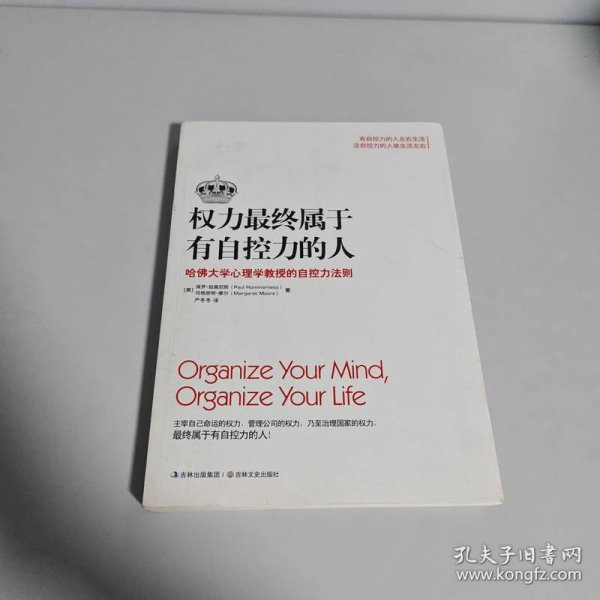 有自控力的人左右生活
没自控力的人被生活左右
权力最终属于
有自控力的人
哈佛大学心理学教授的自控力法则
[美] 保罗·哈莫尼斯 (Paul Hammerness) 著
玛格丽特·摩尔 (Margaret Moore)
严冬冬 译
Organize Your Mind,
Organize Your Life
主宰自己命运的权力、管理公司的权力、乃至治理国家的权力，
最终属于有自控力的人！
吉林出版集团
吉林文史出版社
孔夫子旧书网
www.kongfz.com